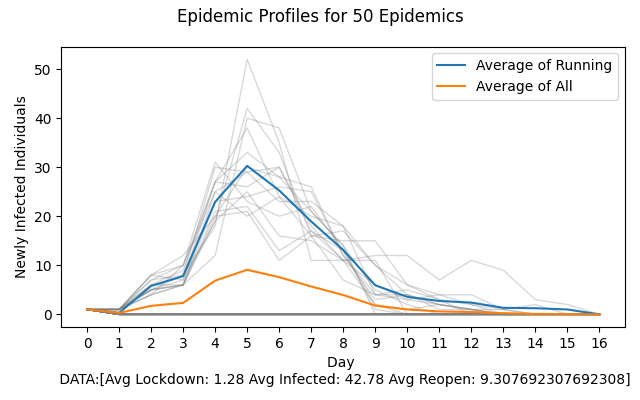 Epidemic Profiles for 50 Epidemics
Newly Infected Individuals
50
40
30
20
10
0
Average of Running
Average of All
0 1 2 3 4 5 6 7 8 9 10 11 12 13 14 15 16
Day
DATA:[Avg Lockdown: 1.28 Avg Infected: 42.78 Avg Reopen: 9.307692307692308]